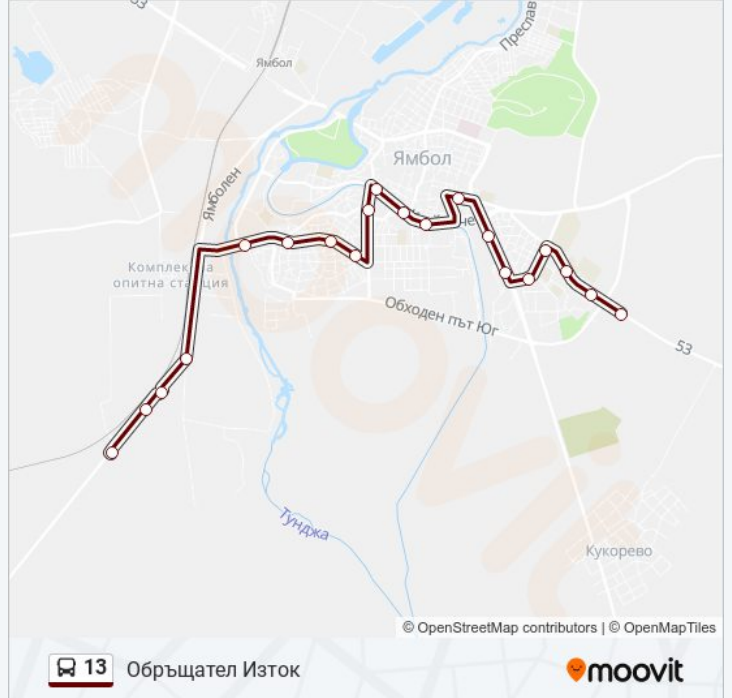 53
Преслав
Ямбол
Ямбол
Ямболен
Комплексна
опитна станция
Обходен път Юг
53
Тунджа
Кукорево
© OpenStreetMap contributors | © OpenMapTiles
13 Обръщател Изток
moovit